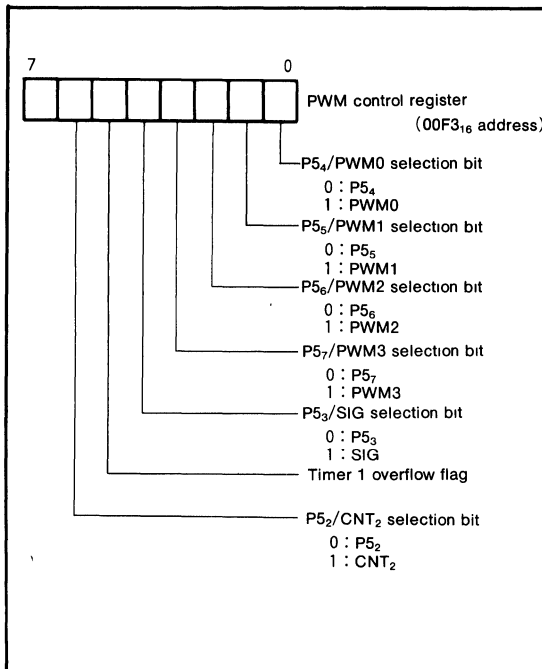 7 0
PWM control register
(00F3₁₆ address)
P5₄/PWM0 selection bit
0 : P5₄
1 : PWM0
P5₅/PWM1 selection bit
0 : P5₅
1 : PWM1
P5₆/PWM2 selection bit
0 : P5₆
1 : PWM2
P5₇/PWM3 selection bit
0 : P5₇
1 : PWM3
P5₃/SIG selection bit
0 : P5₃
1 : SIG
Timer 1 overflow flag
P5₂/CNT₂ selection bit
0 : P5₂
1 : CNT₂